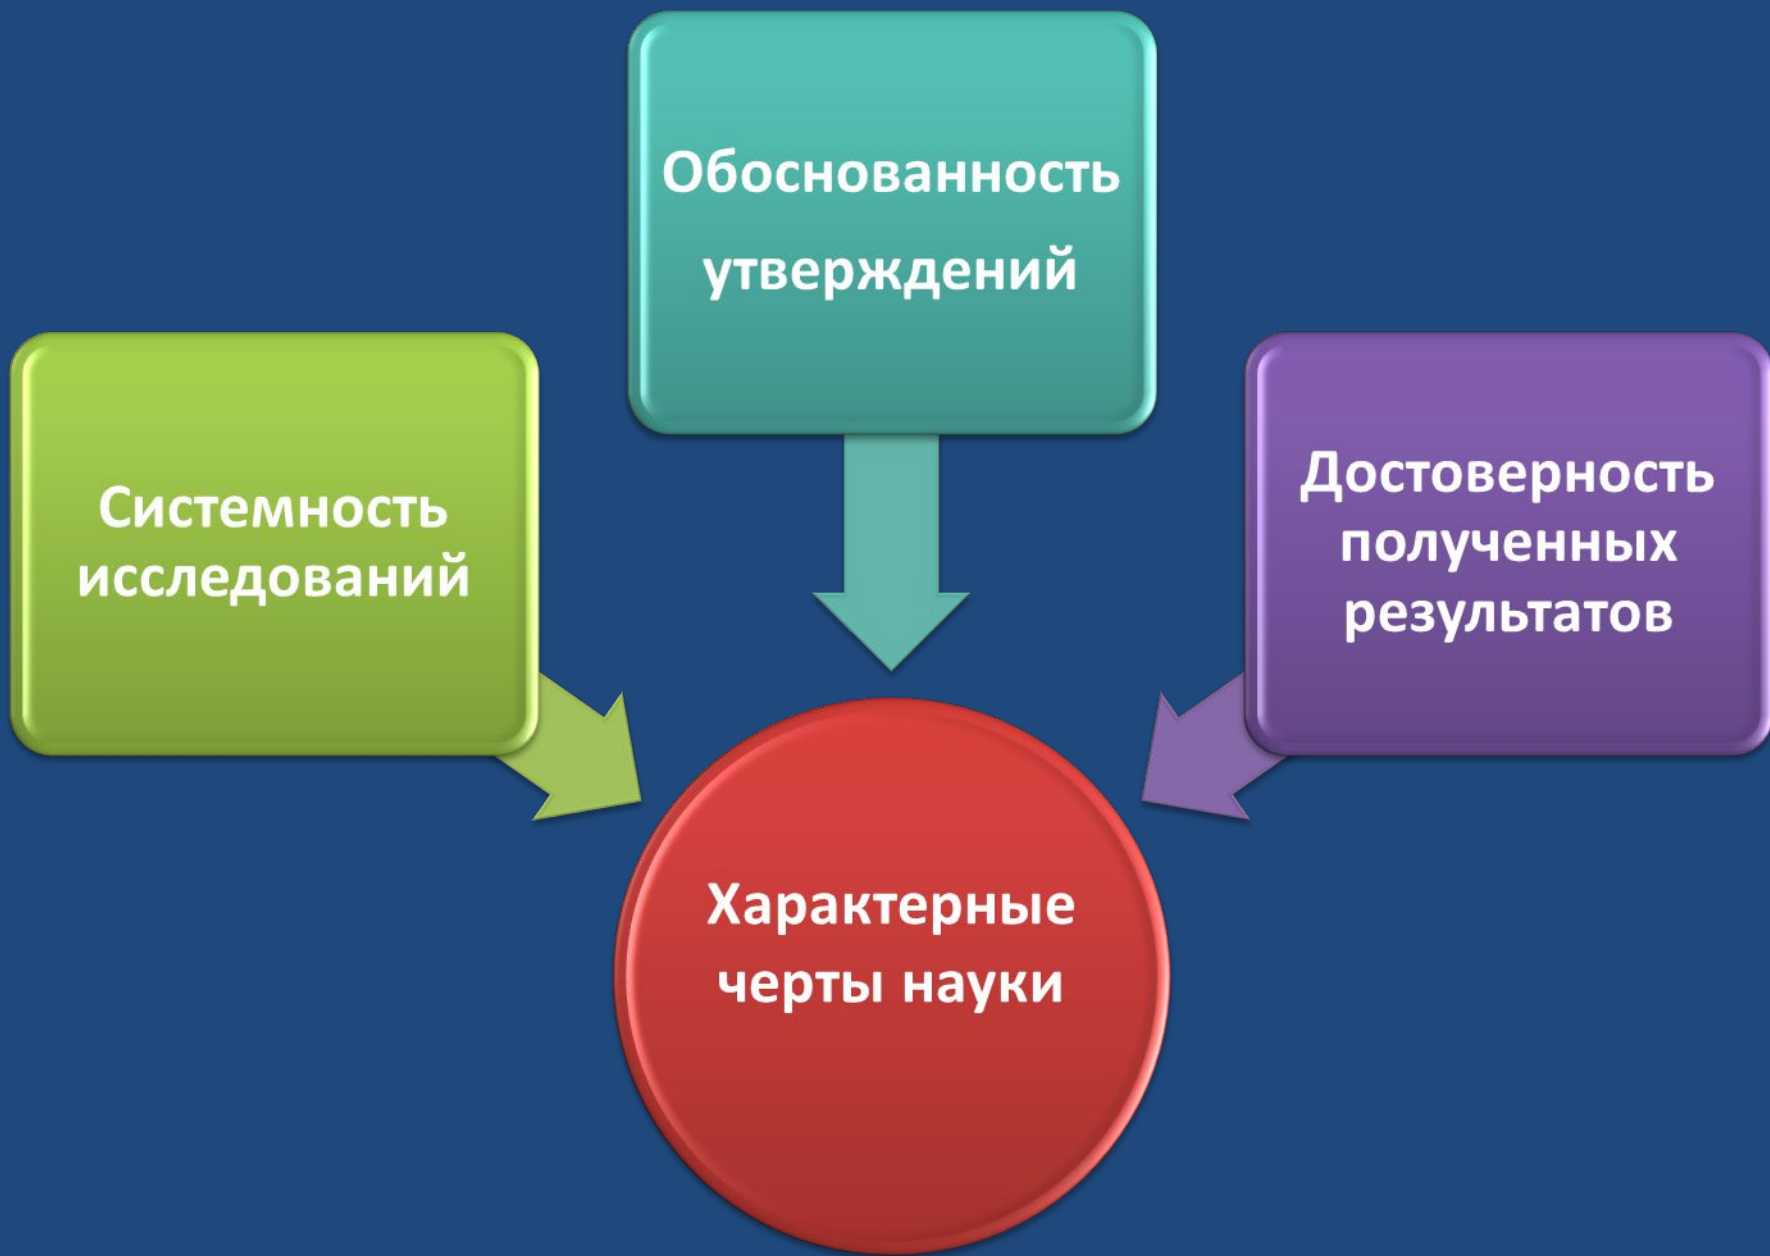 Обоснованность
утверждений
Системность
исследований
Достоверность
полученных
результатов
Характерные
черты науки